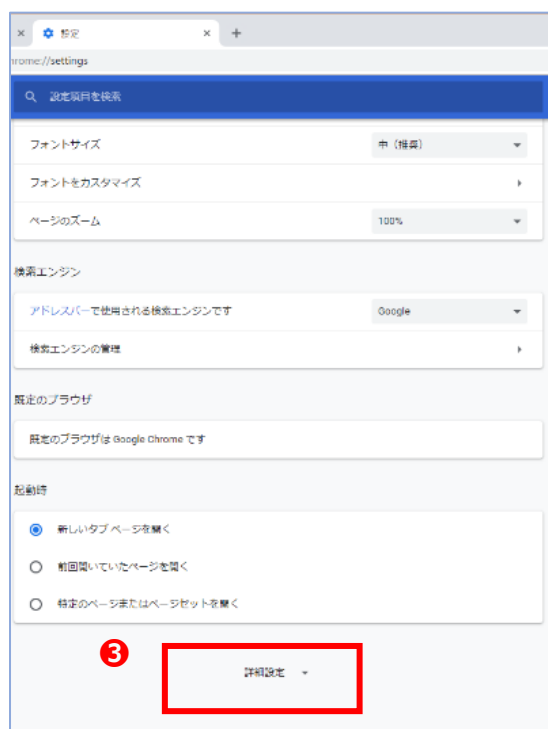 設定
rome://settings
設定項目を検索
フォントサイズ 中（推奨）
フォントをカスタマイズ
ページのズーム 100%
検索エンジン
アドレスバーで使用される検索エンジンです Google
検索エンジンの管理
既定のブラウザ
既定のブラウザは Google Chrome です
起動時
新しいタブ ページを開く
前回開いていたページを開く
特定のページまたはページセットを開く
3
詳細設定